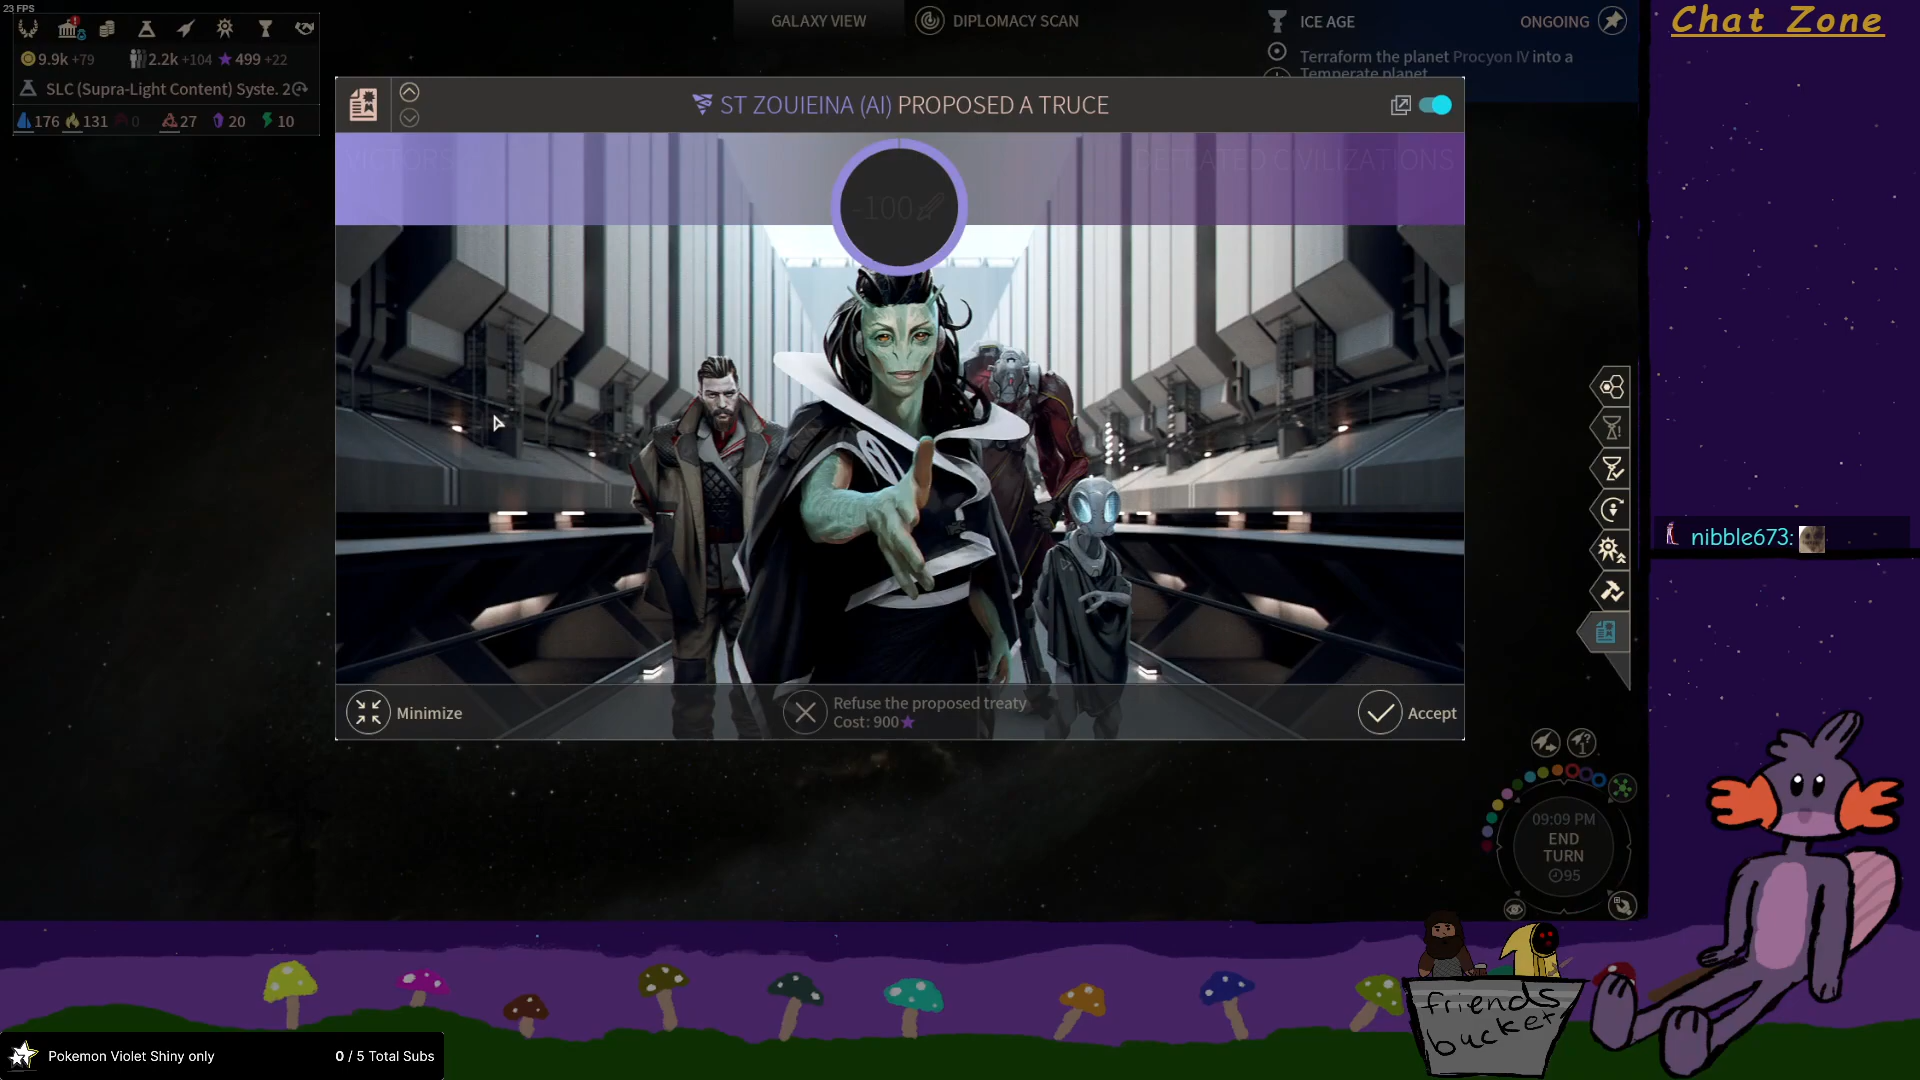 23 FPS
9.9k +79
2.2k +104
499 +22
SLC (Supra-Light Content) Syste. 2
176
131
0
27
20
10
GALAXY VIEW
DIPLOMACY SCAN
ICE AGE
ONGOING
Terraform the planet Procyon IV into a
Temperate planet
Chat Zone
ST ZOUIEINA (AI) PROPOSED A TRUCE
DEFEATED CIVILIZATIONS
-100
Minimize
Refuse the proposed treaty
Cost: 900
Accept
nibble673:
1
09:09 PM
END
TURN
95
friends
bucket
Pokemon Violet Shiny only
0 / 5 Total Subs